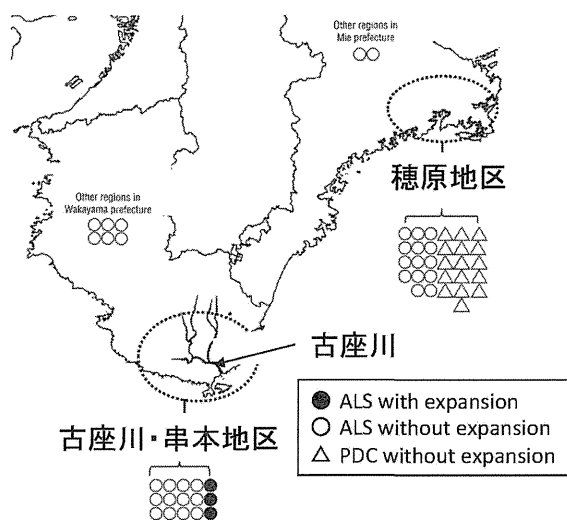 Other regions in
Mie prefecture
穂原地区
Other regions in
Wakayama prefecture
古座川
古座川・串本地区
ALS with expansion
ALS without expansion
PDC without expansion